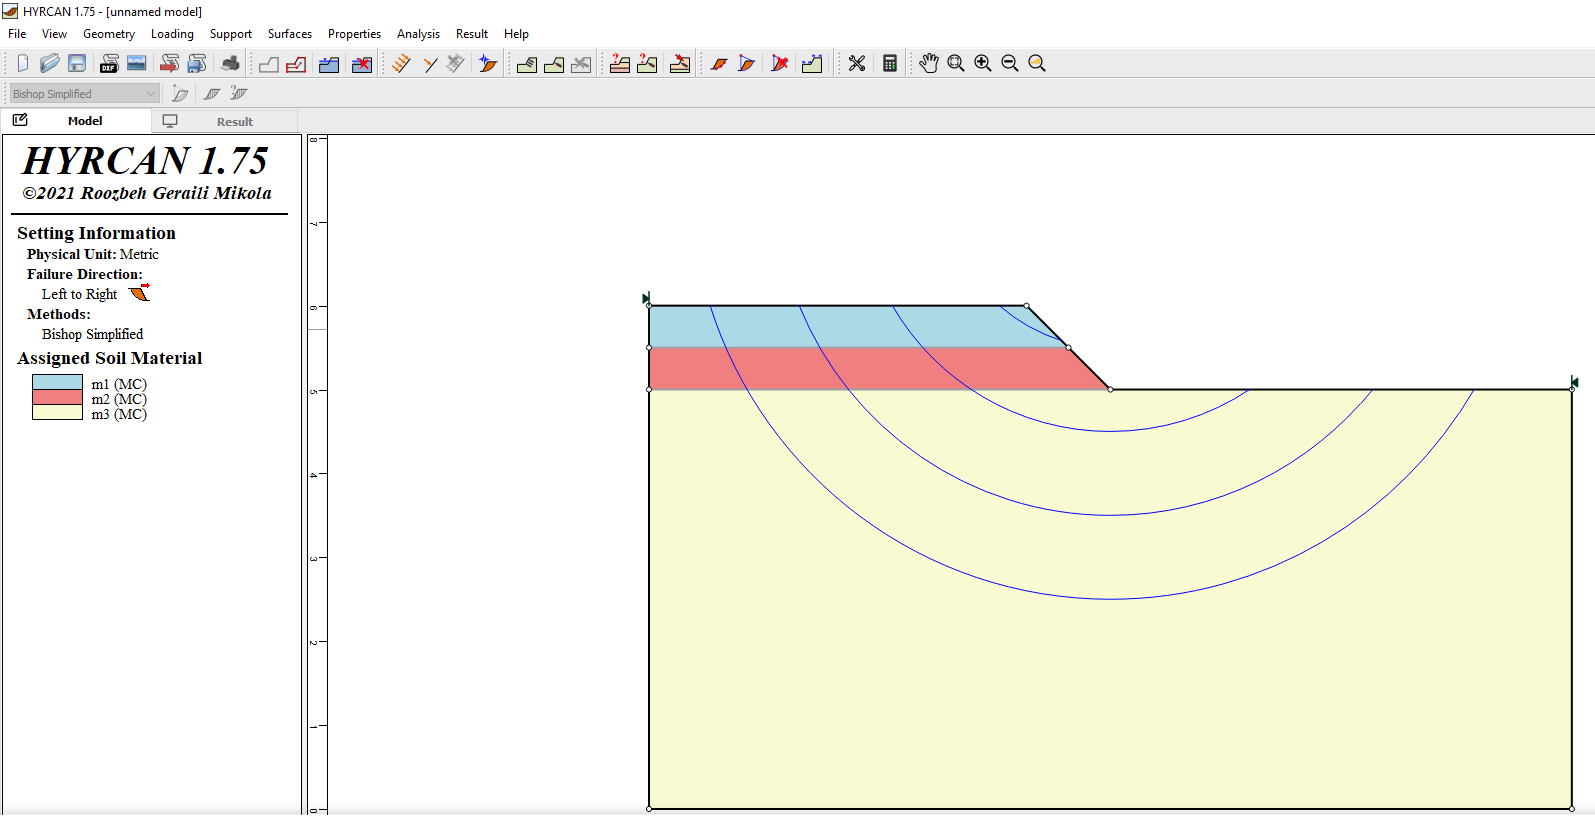 HYRCAN 1.75 - [unnamed model]
File View Geometry Loading Support Surfaces Properties Analysis Result Help
DXF
Bishop Simplified
Model Result
HYRCAN 1.75
©2021 Roozbeh Geraili Mikola
Setting Information
Physical Unit: Metric
Failure Direction:
Left to Right
Methods:
Bishop Simplified
Assigned Soil Material
m1 (MC)
m2 (MC)
m3 (MC)
8
7
6
5
4
3
2
1
0